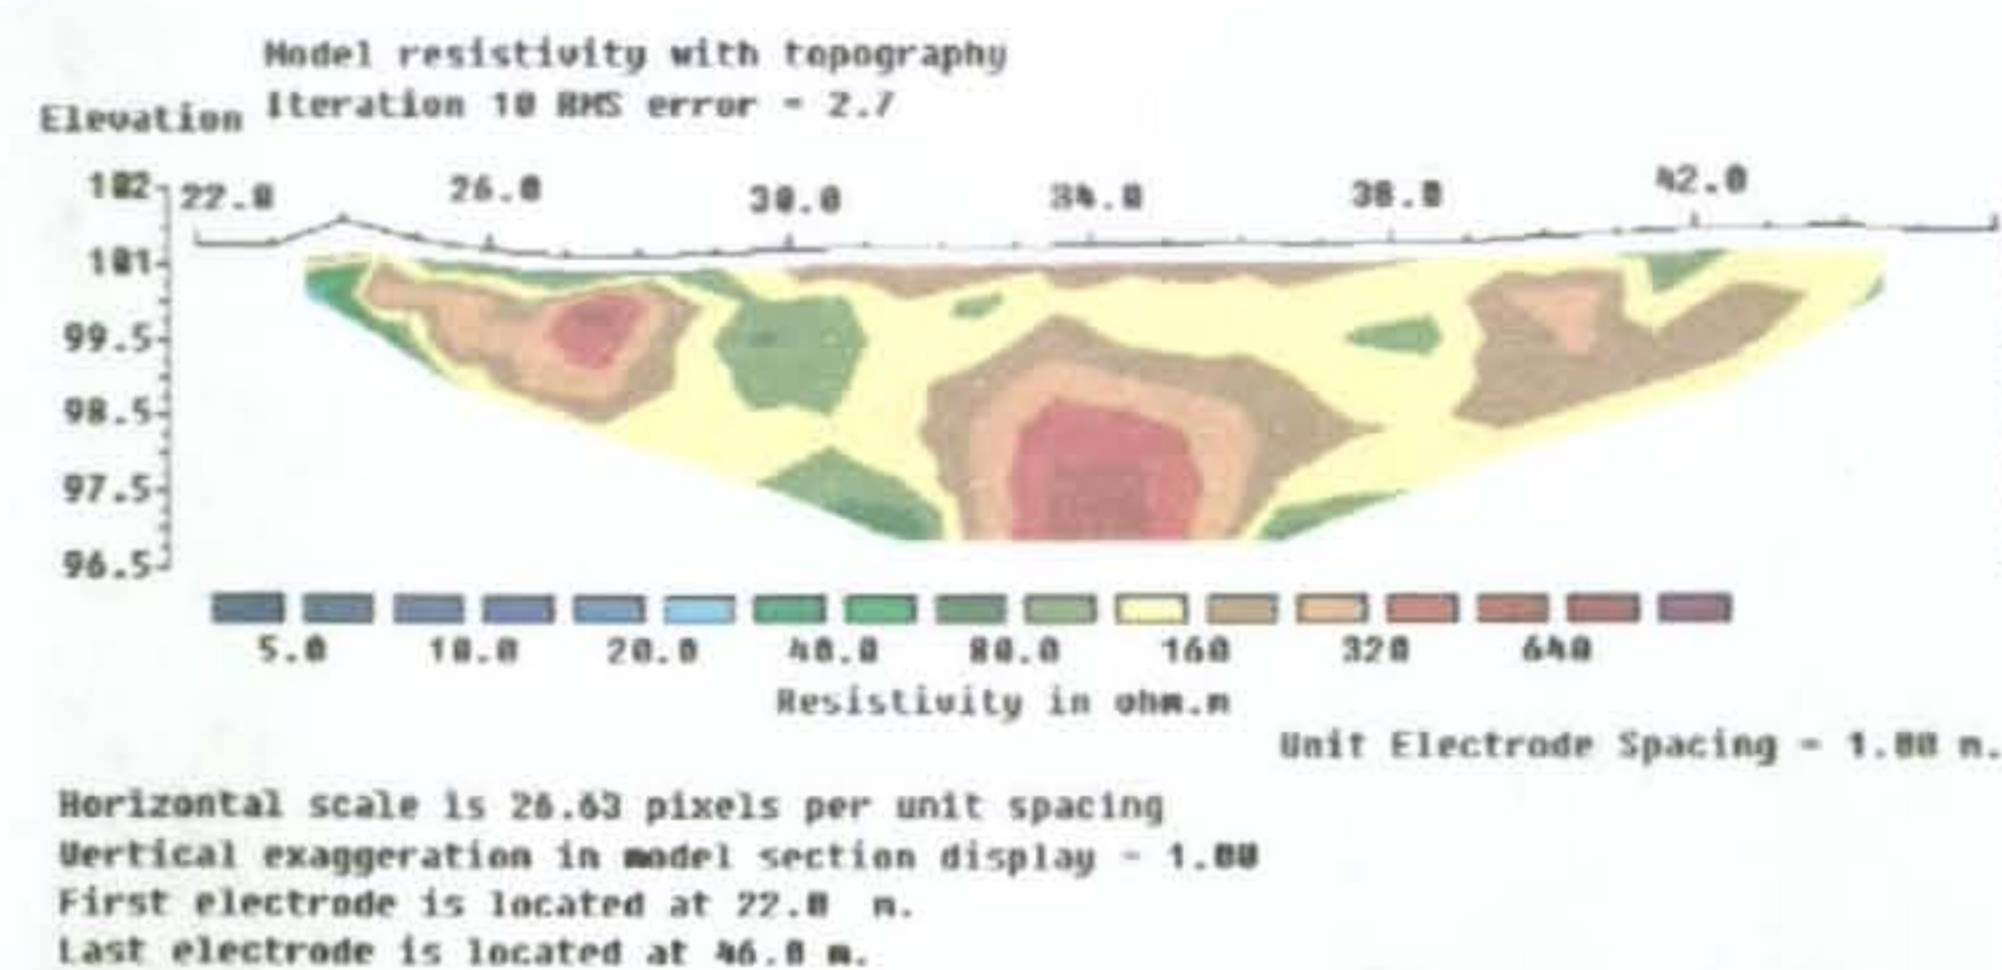 Model resistivity with topography
Iteration 10 RMS error = 2.7
Elevation
22.0 26.0 30.0 34.0 38.0 42.0
102
101
99.5
98.5
97.5
96.5
5.0 10.0 20.0 40.0 80.0 160 320 640
Resistivity in ohm.m
Unit Electrode Spacing = 1.00 m.
Horizontal scale is 26.63 pixels per unit spacing
Vertical exaggeration in model section display = 1.00
First electrode is located at 22.0 m.
Last electrode is located at 46.0 m.